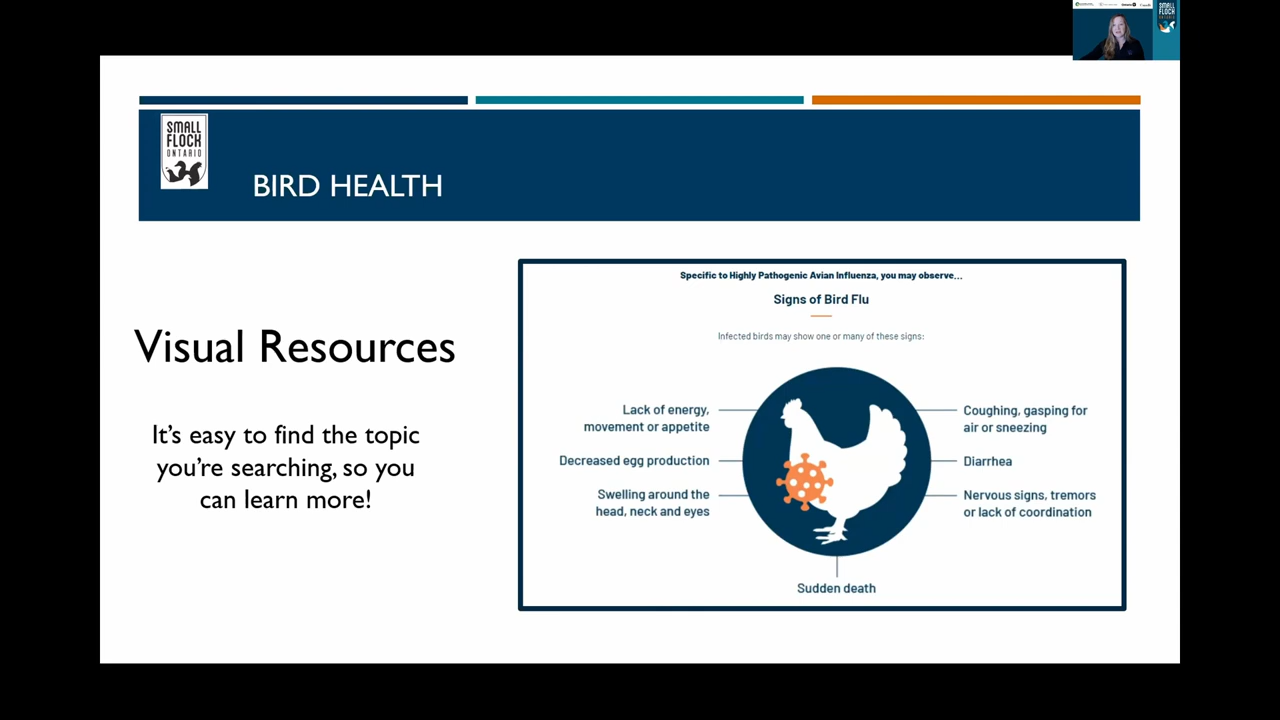 SMALL
FLOCK
ONTARIO
SMALL
FLOCK
ONTARIO
BIRD HEALTH
Visual Resources
It's easy to find the topic
you're searching, so you
can learn more!
Specific to Highly Pathogenic Avian Influenza, you may observe...
Signs of Bird Flu
Infected birds may show one or many of these signs:
Lack of energy,
movement or appetite
Decreased egg production
Swelling around the
head, neck and eyes
Coughing, gasping for
air or sneezing
Diarrhea
Nervous signs, tremors
or lack of coordination
Sudden death